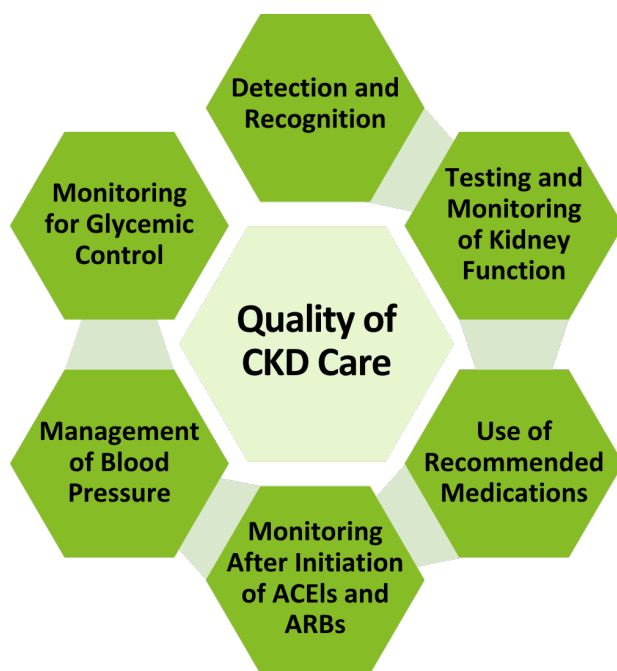 Detection and
Recognition
Testing and
Monitoring
of Kidney
Function
Use of
Recommended
Medications
Monitoring
After Initiation
of ACEls and
ARBs
Management
of Blood
Pressure
Monitoring
for Glycemic
Control
Quality of
CKD Care